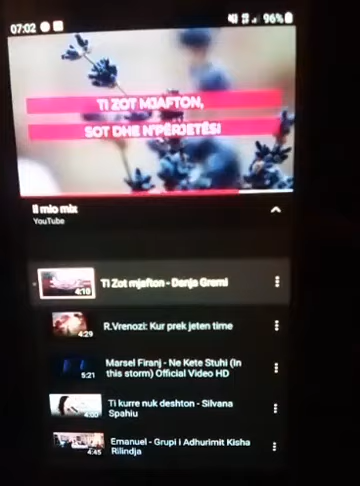 07:02
96%
TI ZOT MJAFTON,
SOT DHE N'PËRJETËSI
Il mio mix
YouTube
4:10
Ti Zot mjafton - Danja Grami
4:29
R.Vrenozi: Kur prek jeten time
5:21
Marsel Firanj - Ne Kete Stuhi (In
this storm) Official Video HD
4:00
Ti kurre nuk deshton - Silvana
Spahiu
4:45
Emanuel - Grupi i Adhurimit Kisha
Rilindja